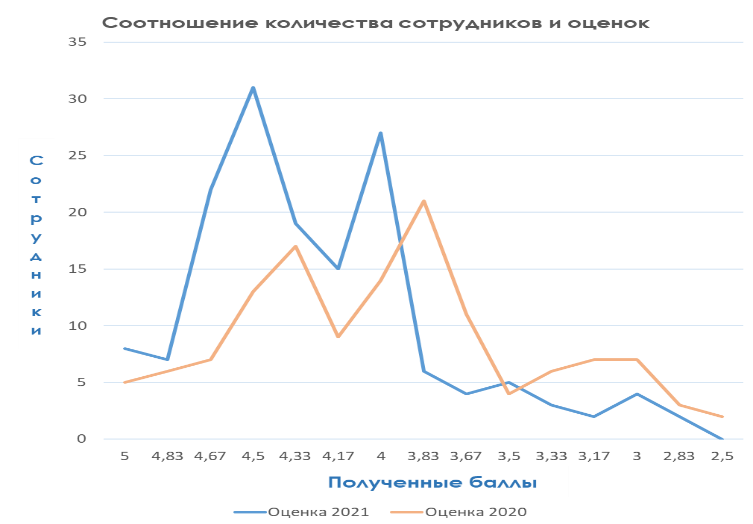 Соотношение количества сотрудников и оценок
35
30
25
20
15
10
5
0
Сотрудники
5 4,83 4,67 4,5 4,33 4,17 4 3,83 3,67 3,5 3,33 3,17 3 2,83 2,5
Полученные баллы
Оценка 2021 Оценка 2020